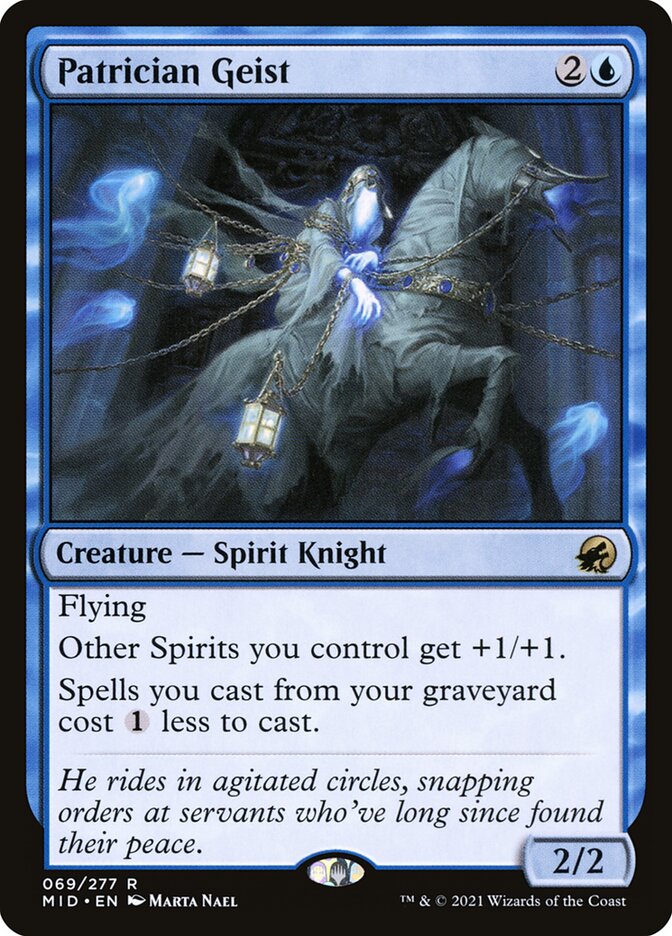 Patrician Geist 2
Creature — Spirit Knight
Flying
Other Spirits you control get +1/+1.
Spells you cast from your graveyard
cost 1 less to cast.
He rides in agitated circles, snapping
orders at servants who've long since found
their peace.
2/2
069/277 R
MID • EN Marta Nael
™ & © 2021 Wizards of the Coast